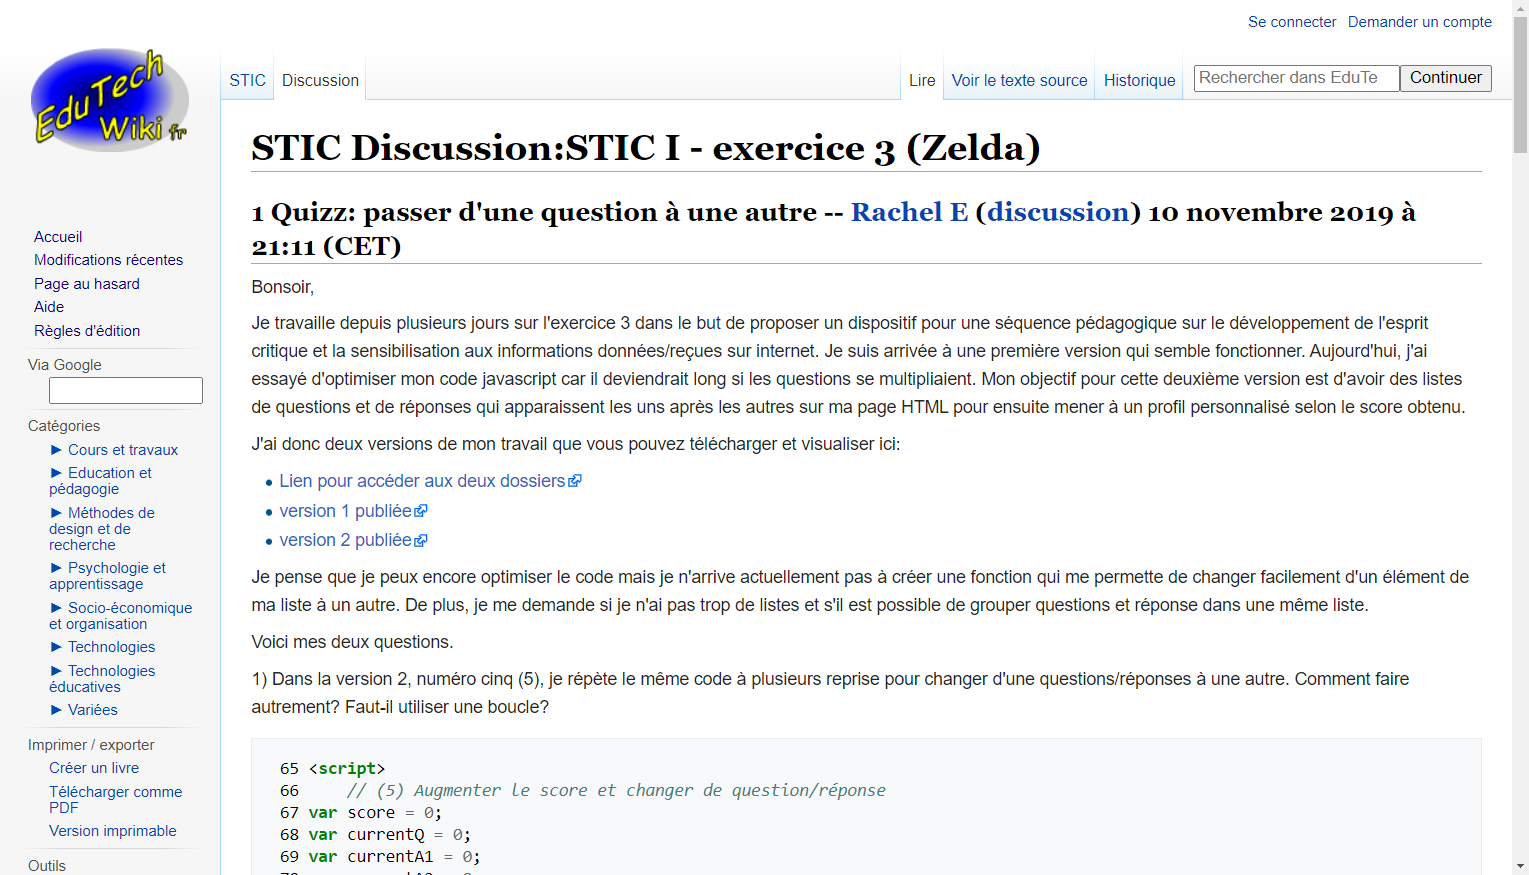 Se connecter Demander un compte
EduTech Wiki fr
STIC Discussion Lire Voir le texte source Historique Rechercher dans EduTe Continuer
STIC Discussion:STIC I - exercice 3 (Zelda)
1 Quizz: passer d'une question à une autre -- Rachel E (discussion) 10 novembre 2019 à
21:11 (CET)
Bonsoir,
Je travaille depuis plusieurs jours sur l'exercice 3 dans le but de proposer un dispositif pour une séquence pédagogique sur le développement de l'esprit
critique et la sensibilisation aux informations données/reçues sur internet. Je suis arrivée à une première version qui semble fonctionner. Aujourd'hui, j'ai
essayé d'optimiser mon code javascript car il deviendrait long si les questions se multipliaient. Mon objectif pour cette deuxième version est d'avoir des listes
de questions et de réponses qui apparaissent les uns après les autres sur ma page HTML pour ensuite mener à un profil personnalisé selon le score obtenu.
J'ai donc deux versions de mon travail que vous pouvez télécharger et visualiser ici:
Lien pour accéder aux deux dossiers
version 1 publiée
version 2 publiée
Je pense que je peux encore optimiser le code mais je n'arrive actuellement pas à créer une fonction qui me permette de changer facilement d'un élément de
ma liste à un autre. De plus, je me demande si je n'ai pas trop de listes et s'il est possible de grouper questions et réponse dans une même liste.
Voici mes deux questions.
1) Dans la version 2, numéro cinq (5), je répète le même code à plusieurs reprise pour changer d'une questions/réponses à une autre. Comment faire
autrement? Faut-il utiliser une boucle?
65 <script>
66 // (5) Augmenter le score et changer de question/réponse
67 var score = 0;
68 var currentQ = 0;
69 var currentA1 = 0;
Accueil
Modifications récentes
Page au hasard
Aide
Règles d'édition
Via Google
Catégories
► Cours et travaux
► Education et
pédagogie
► Méthodes de
design et de
recherche
► Psychologie et
apprentissage
► Socio-économique
et organisation
► Technologies
► Technologies
éducatives
► Variées
Imprimer / exporter
Créer un livre
Télécharger comme
PDF
Version imprimable
Outils